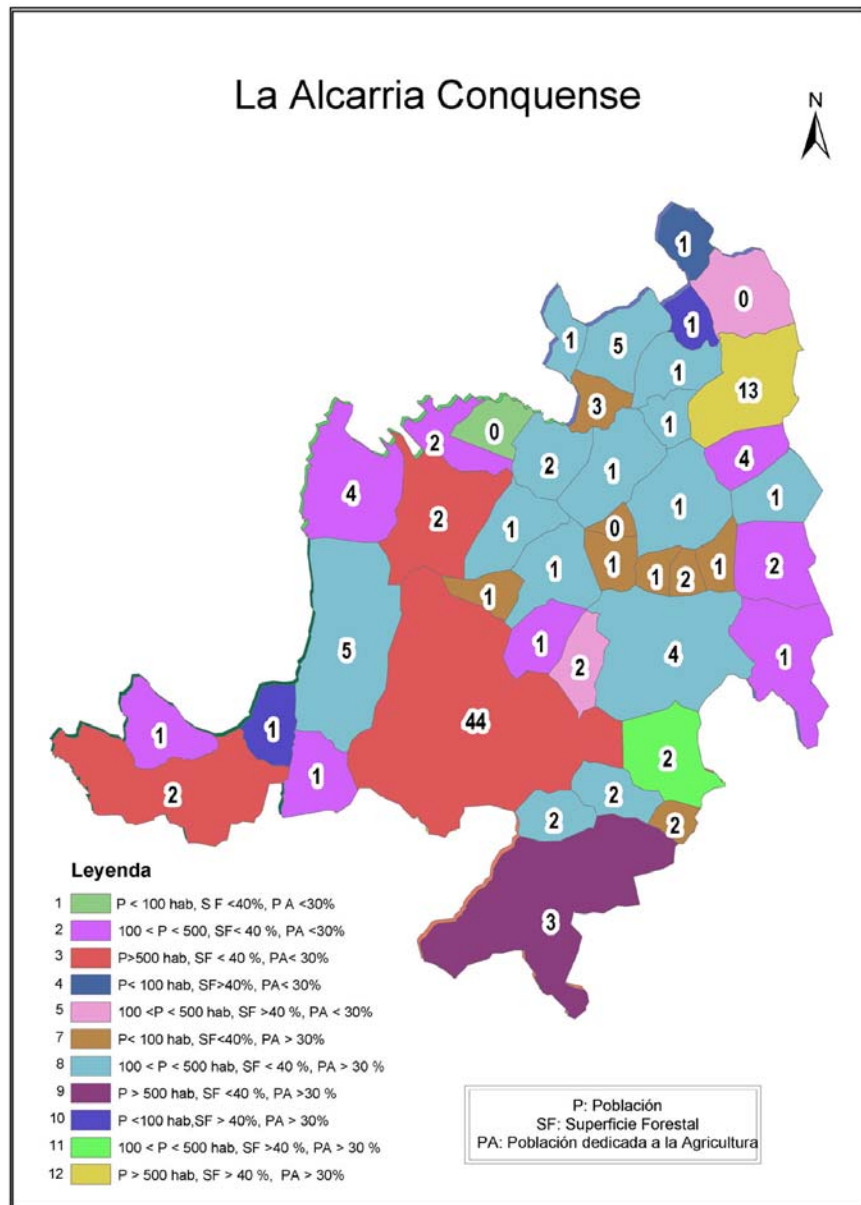 La Alcarria Conquense
N
1
0
1
1
5
1
13
3
1
0
2
4
2
1
4
1
1
2
1
0
1
1
1
2
1
2
1
1
5
1
2
4
1
44
1
1
2
1
2
2
2
2
3
Leyenda
1 P < 100 hab, S F <40%, P A <30%
2 100 < P < 500, SF< 40 %, PA <30%
3 P>500 hab, SF < 40 %, PA< 30%
4 P< 100 hab, SF>40%, PA< 30%
5 100 <P < 500 hab, SF >40 %, PA < 30%
7 P< 100 hab, SF<40%, PA > 30%
8 100 < P < 500 hab, SF < 40 %, PA > 30 %
9 P > 500 hab, SF <40 %, PA >30 %
10 P <100 hab,SF > 40%, PA > 30%
11 100 < P < 500 hab, SF >40 %, PA > 30 %
12 P > 500 hab, SF > 40 %, PA > 30%
P: Población
SF: Superficie Forestal
PA: Población dedicada a la Agricultura